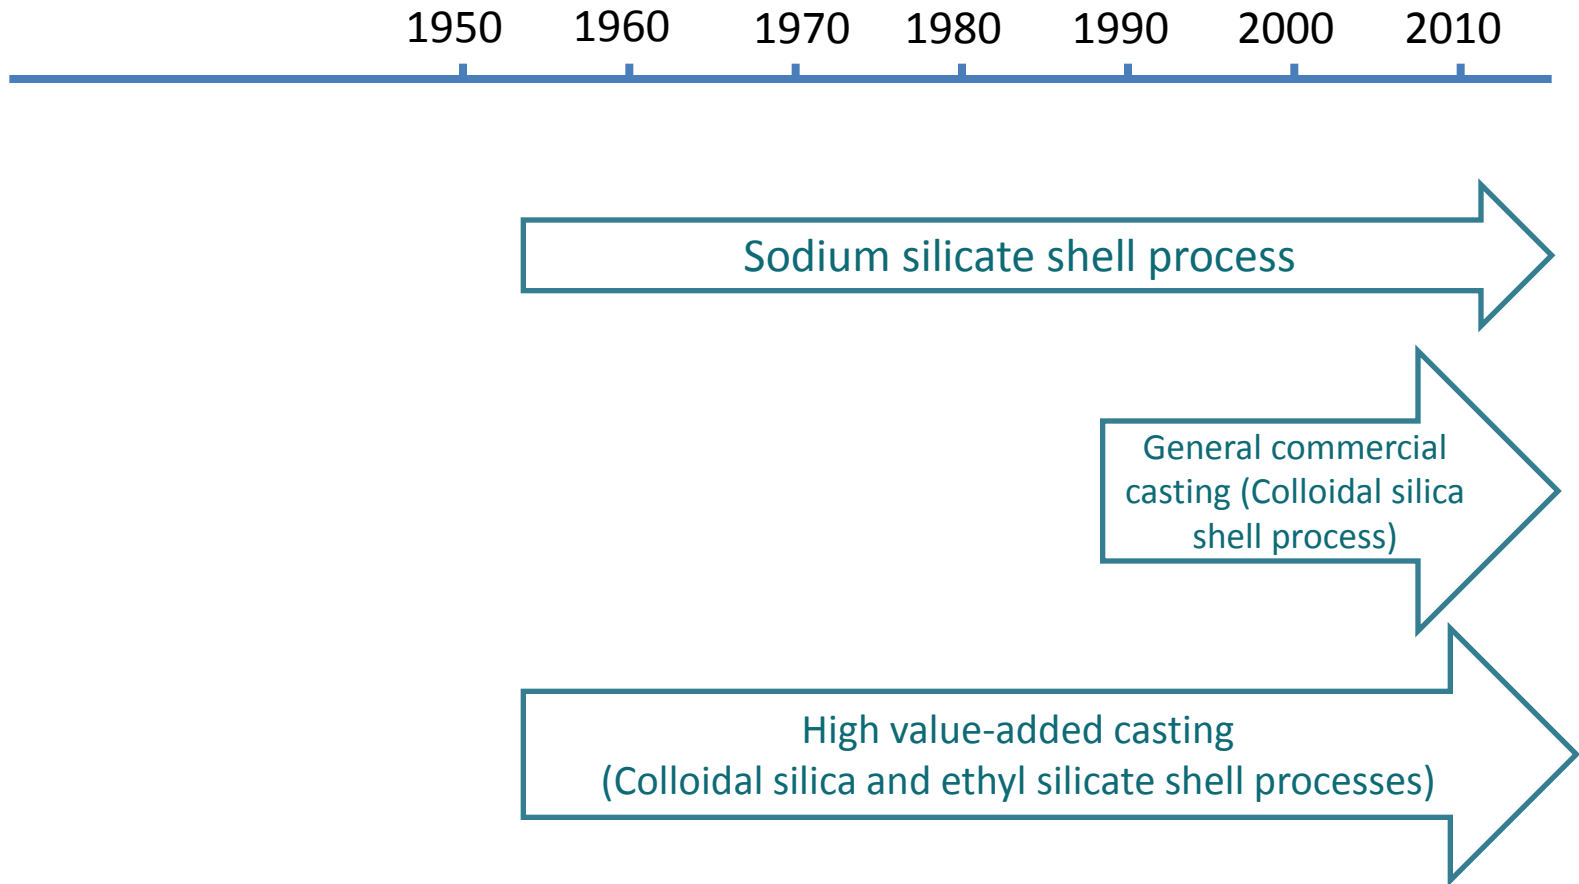 1950 1960 1970 1980 1990 2000 2010
Sodium silicate shell process
General commercial
casting (Colloidal silica
shell process)
High value-added casting
(Colloidal silica and ethyl silicate shell processes)